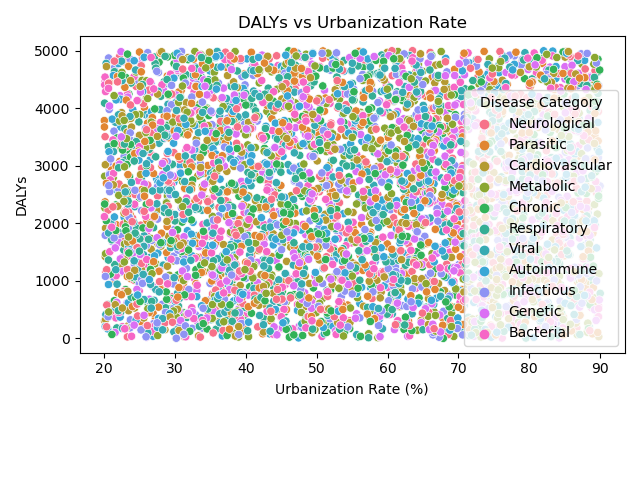 DALYs vs Urbanization Rate
5000
4000
3000
2000
1000
0
DALYs
20 30 40 50 60 70 80 90
Urbanization Rate (%)
Disease Category
Neurological
Parasitic
Cardiovascular
Metabolic
Chronic
Respiratory
Viral
Autoimmune
Infectious
Genetic
Bacterial